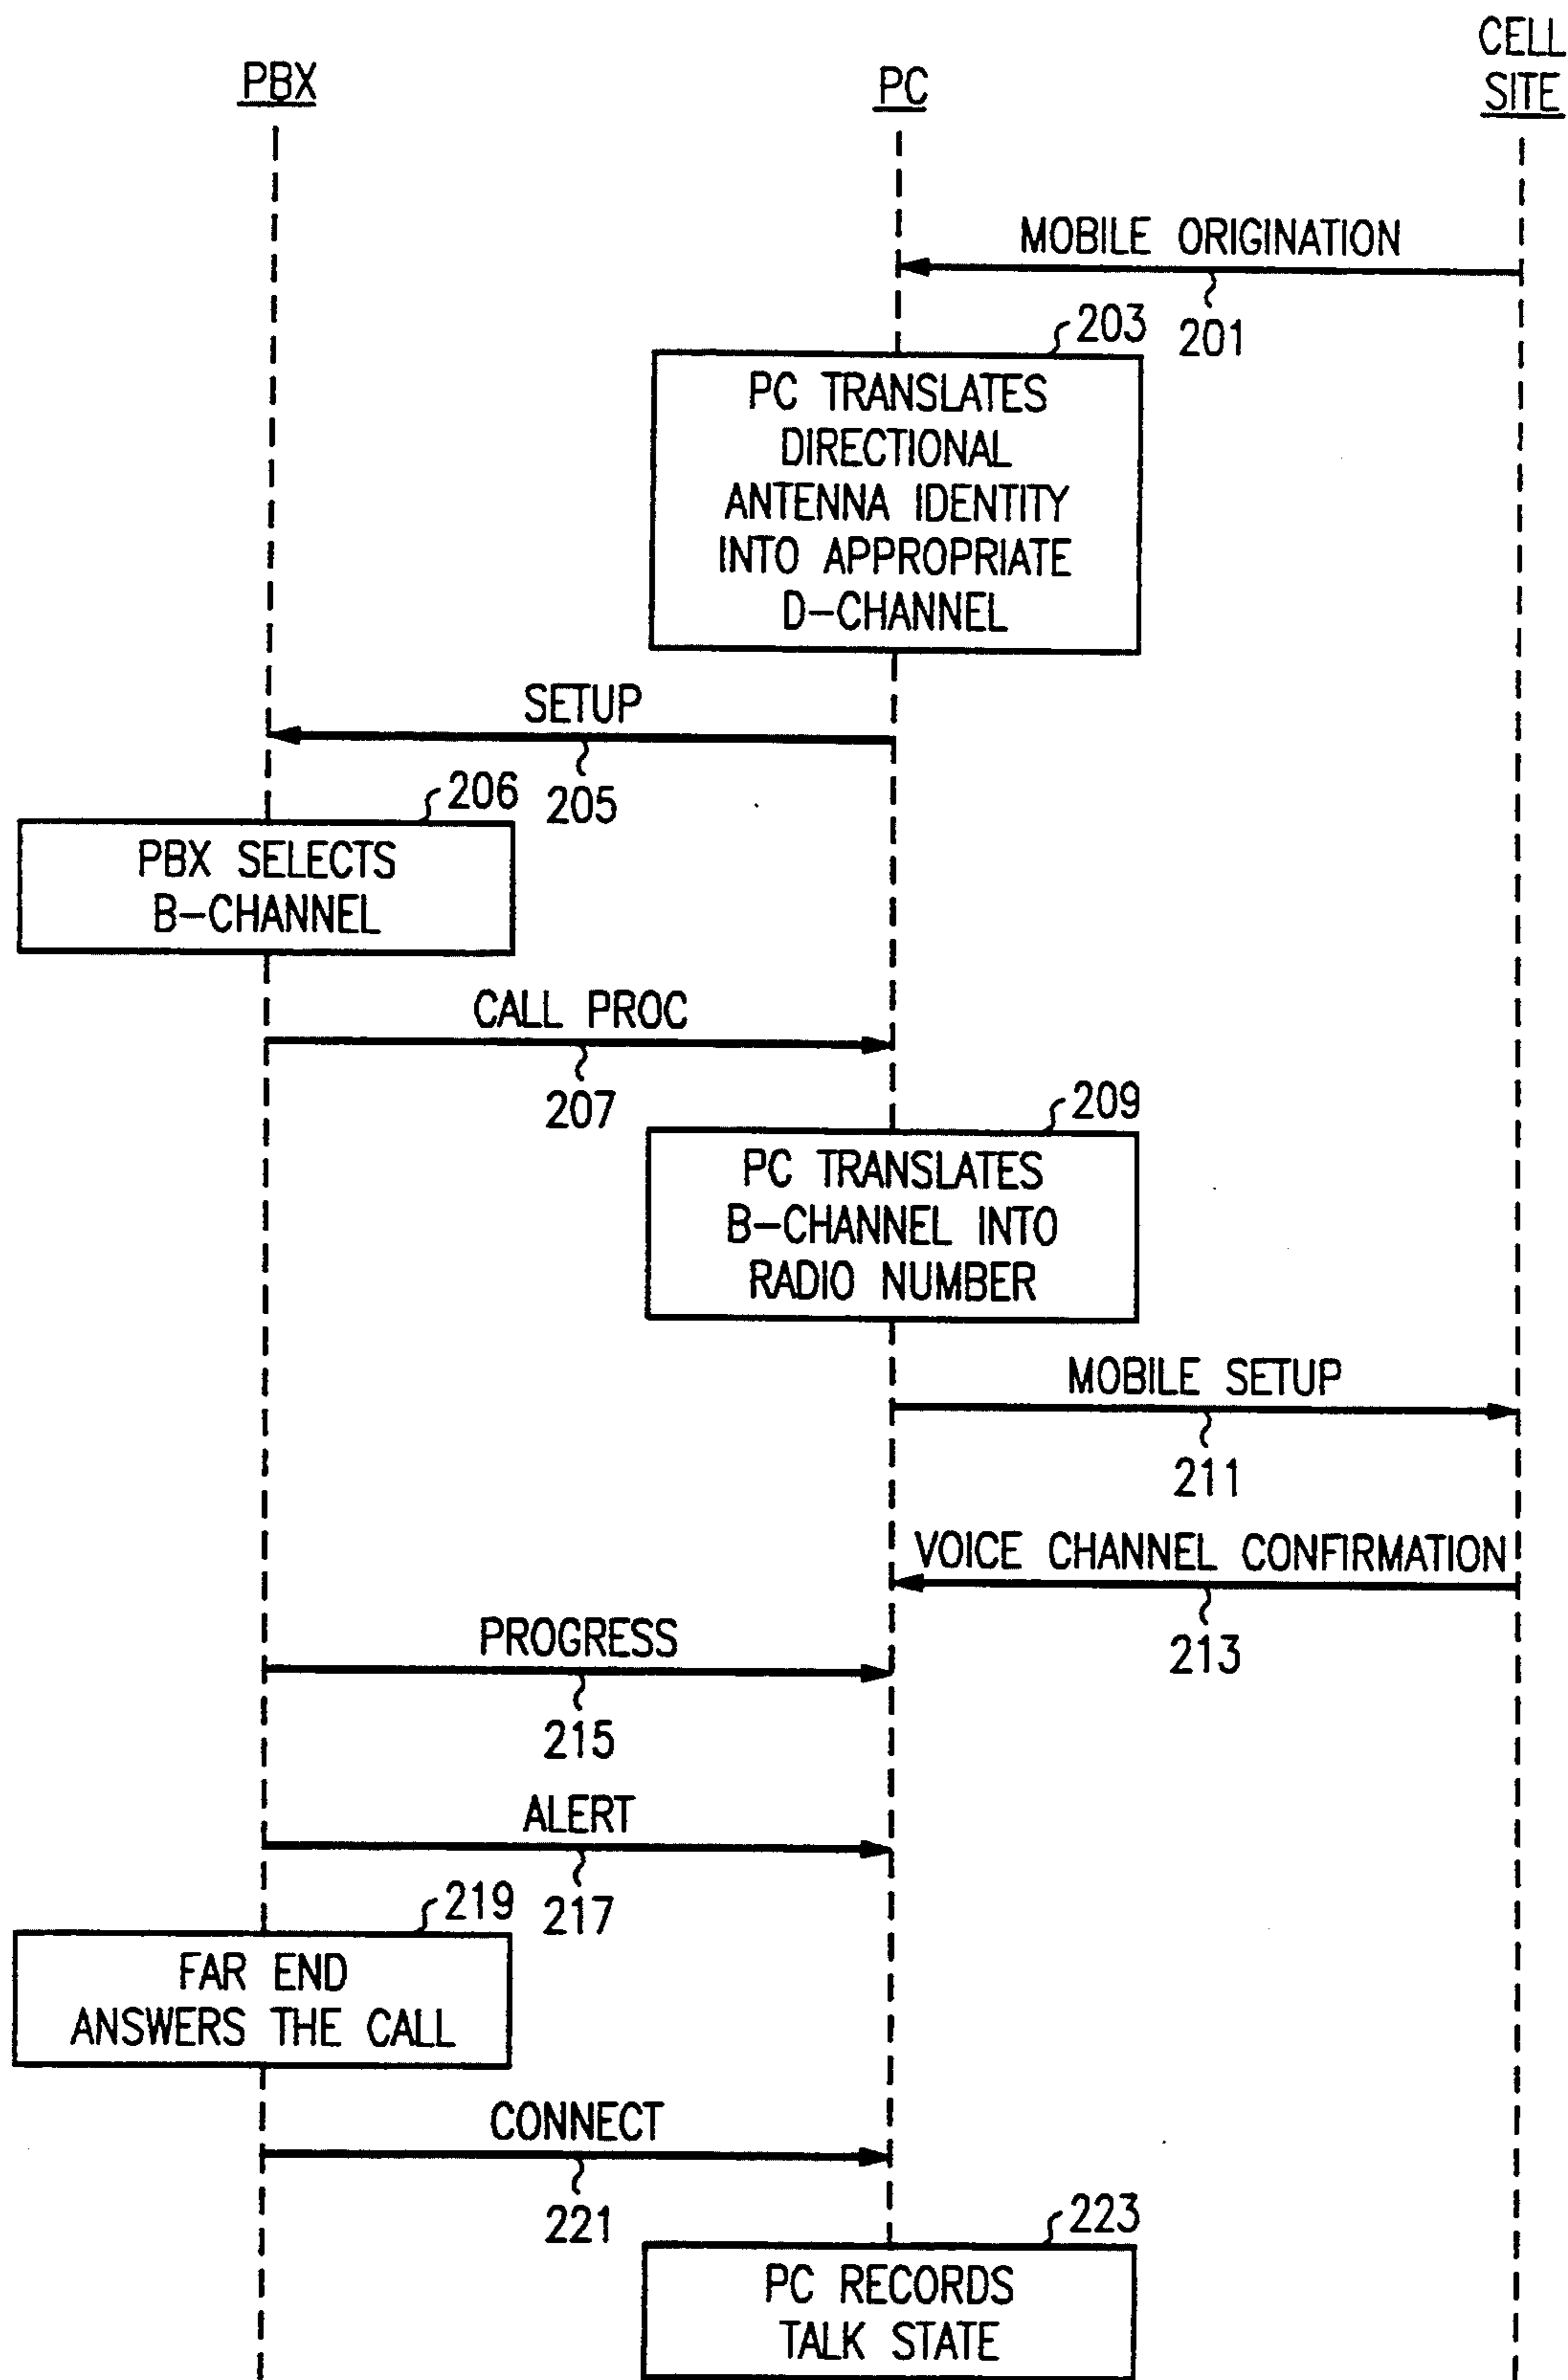 PBX
PC
CELL
SITE
MOBILE ORIGINATION
201
203
PC TRANSLATES
DIRECTIONAL
ANTENNA IDENTITY
INTO APPROPRIATE
D-CHANNEL
SETUP
205
206
PBX SELECTS
B-CHANNEL
CALL PROC
207
209
PC TRANSLATES
B-CHANNEL INTO
RADIO NUMBER
MOBILE SETUP
211
VOICE CHANNEL CONFIRMATION
213
PROGRESS
215
ALERT
217
219
FAR END
ANSWERS THE CALL
CONNECT
221
223
PC RECORDS
TALK STATE